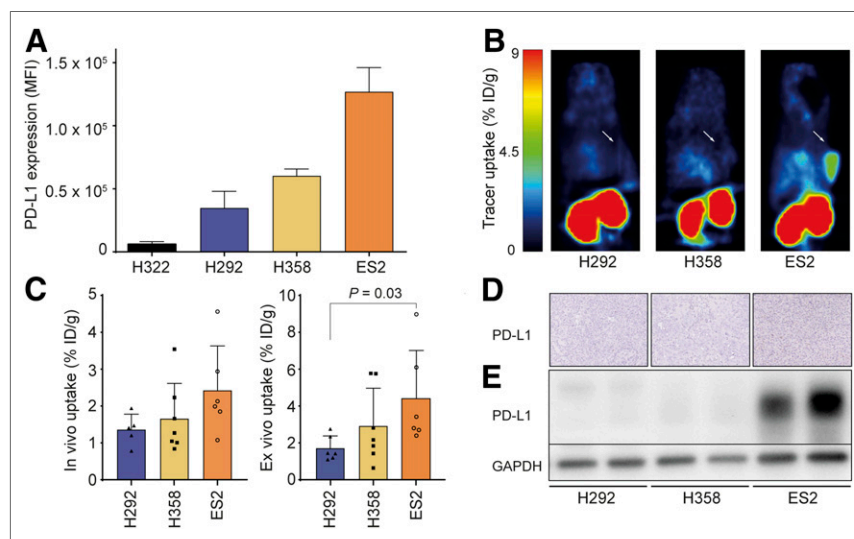 A
PD-L1 expression (MFI)
1.5 x 10⁵
1.0 x 10⁵
0.5 x 10⁵
0
H322
H292
H358
ES2
B
Tracer uptake (% ID/g)
9
4.5
0
H292
H358
ES2
C
In vivo uptake (% ID/g)
5
4
3
2
1
0
H292
H358
ES2
Ex vivo uptake (% ID/g)
10
8
6
4
2
0
P = 0.03
H292
H358
ES2
D
PD-L1
E
PD-L1
GAPDH
H292
H358
ES2